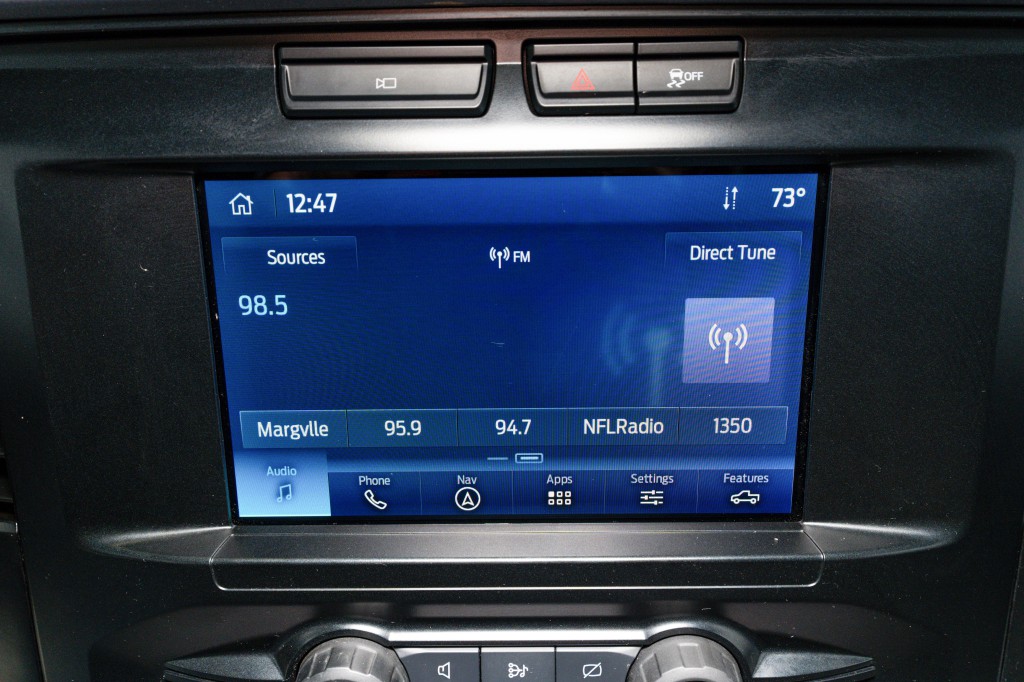 OFF
12:47
73°
Sources
FM
Direct Tune
98.5
Margvlle 95.9 94.7 NFLRadio 1350
Audio Phone Nav Apps Settings Features